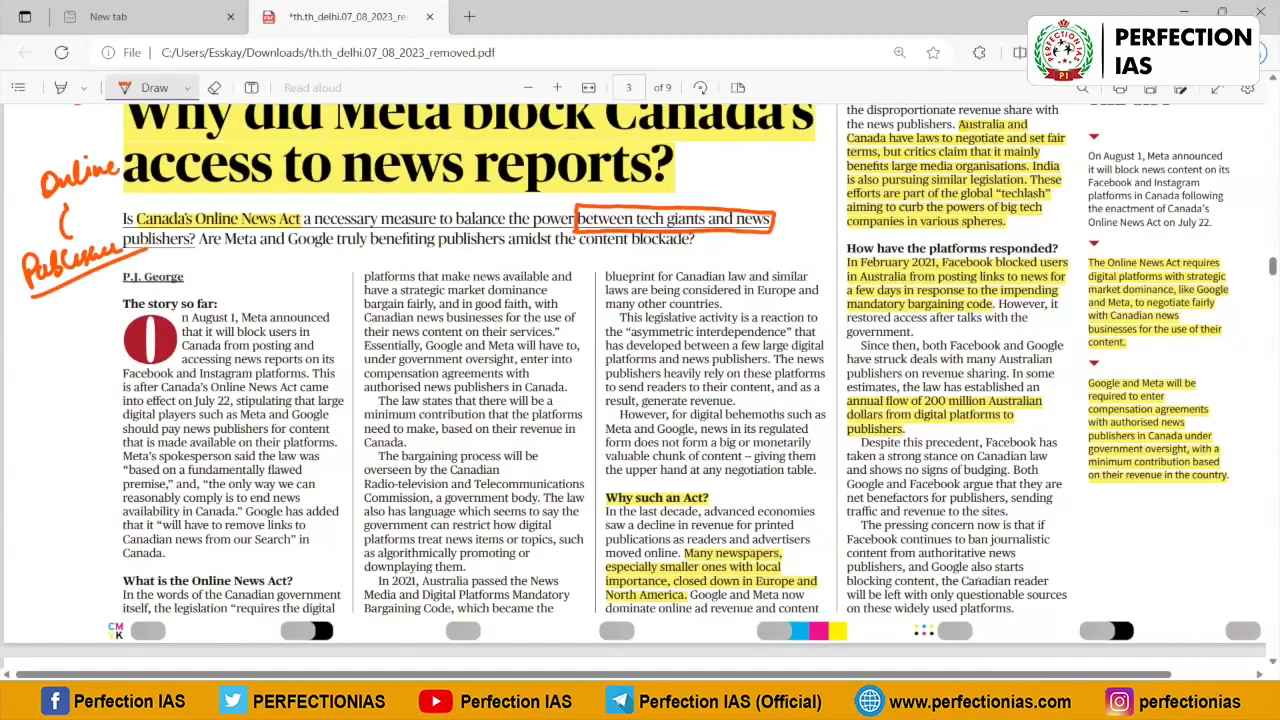 New tab
*th.th_delhi.07_08_2023_re
File
C:/Users/Esskay/Downloads/th.th_delhi.07_08_2023_removed.pdf
PERFECTION
IAS
Draw
Read aloud
3
of 9
Why did Meta block Canada's
access to news reports?
Online
Publisher
Is Canada's Online News Act a necessary measure to balance the power between tech giants and news
publishers? Are Meta and Google truly benefiting publishers amidst the content blockade?
P.J. George
The story so far:
On August 1, Meta announced
that it will block users in
Canada from posting and
accessing news reports on its
Facebook and Instagram platforms. This
is after Canada's Online News Act came
into effect on July 22, stipulating that large
digital players such as Meta and Google
should pay news publishers for content
that is made available on their platforms.
Meta's spokesperson said the law was
"based on a fundamentally flawed
premise," and, "the only way we can
reasonably comply is to end news
availability in Canada." Google has added
that it "will have to remove links to
Canadian news from our Search" in
Canada.
What is the Online News Act?
In the words of the Canadian government
itself, the legislation "requires the digital
platforms that make news available and
have a strategic market dominance
bargain fairly, and in good faith, with
Canadian news businesses for the use of
their news content on their services."
Essentially, Google and Meta will have to,
under government oversight, enter into
compensation agreements with
authorised news publishers in Canada.
The law states that there will be a
minimum contribution that the platforms
need to make, based on their revenue in
Canada.
The bargaining process will be
overseen by the Canadian
Radio-television and Telecommunications
Commission, a government body. The law
also has language which seems to say the
government can restrict how digital
platforms treat news items or topics, such
as algorithmically promoting or
downplaying them.
In 2021, Australia passed the News
Media and Digital Platforms Mandatory
Bargaining Code, which became the
blueprint for Canadian law and similar
laws are being considered in Europe and
many other countries.
This legislative activity is a reaction to
the "asymmetric interdependence" that
has developed between a few large digital
platforms and news publishers. The news
publishers heavily rely on these platforms
to send readers to their content, and as a
result, generate revenue.
However, for digital behemoths such as
Meta and Google, news in its regulated
form does not form a big or monetarily
valuable chunk of content – giving them
the upper hand at any negotiation table.
Why such an Act?
In the last decade, advanced economies
saw a decline in revenue for printed
publications as readers and advertisers
moved online. Many newspapers,
especially smaller ones with local
importance, closed down in Europe and
North America. Google and Meta now
dominate online ad revenue and content
the disproportionate revenue share with
the news publishers. Australia and
Canada have laws to negotiate and set fair
terms, but critics claim that it mainly
benefits large media organisations. India
is also pursuing similar legislation. These
efforts are part of the global "techlash"
aiming to curb the powers of big tech
companies in various spheres.
How have the platforms responded?
In February 2021, Facebook blocked users
in Australia from posting links to news for
a few days in response to the impending
mandatory bargaining code. However, it
restored access after talks with the
government.
Since then, both Facebook and Google
have struck deals with many Australian
publishers on revenue sharing. In some
estimates, the law has established an
annual flow of 200 million Australian
dollars from digital platforms to
publishers.
Despite this precedent, Facebook has
taken a strong stance on Canadian law
and shows no signs of budging. Both
Google and Facebook argue that they are
net benefactors for publishers, sending
traffic and revenue to the sites.
The pressing concern now is that if
Facebook continues to ban journalistic
content from authoritative news
publishers, and Google also starts
blocking content, the Canadian reader
will be left with only questionable sources
on these widely used platforms.
On August 1, Meta announced
it will block news content on its
Facebook and Instagram
platforms in Canada following
the enactment of Canada's
Online News Act on July 22.
The Online News Act requires
digital platforms with strategic
market dominance, like Google
and Meta, to negotiate fairly
with Canadian news
businesses for the use of their
content.
Google and Meta will be
required to enter
compensation agreements
with authorised news
publishers in Canada under
government oversight, with a
minimum contribution based
on their revenue in the country.
CM
YK
Perfection IAS
PERFECTIONIAS
Perfection IAS
Perfection IAS (Official)
www.perfectionias.com
perfectionias